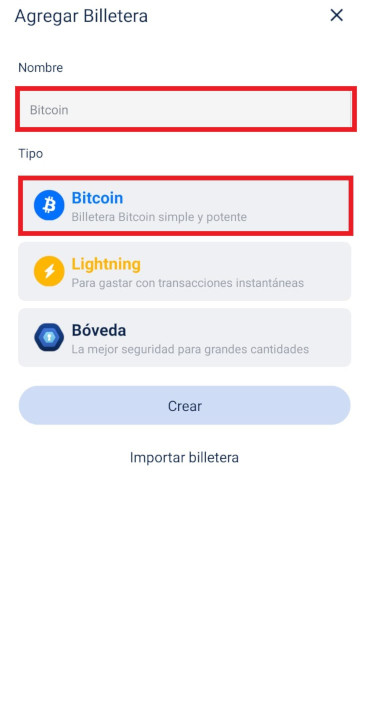 Agregar Billetera
Nombre
Bitcoin
Tipo
Bitcoin
Billetera Bitcoin simple y potente
Lightning
Para gastar con transacciones instantáneas
Bóveda
La mejor seguridad para grandes cantidades
Crear
Importar billetera